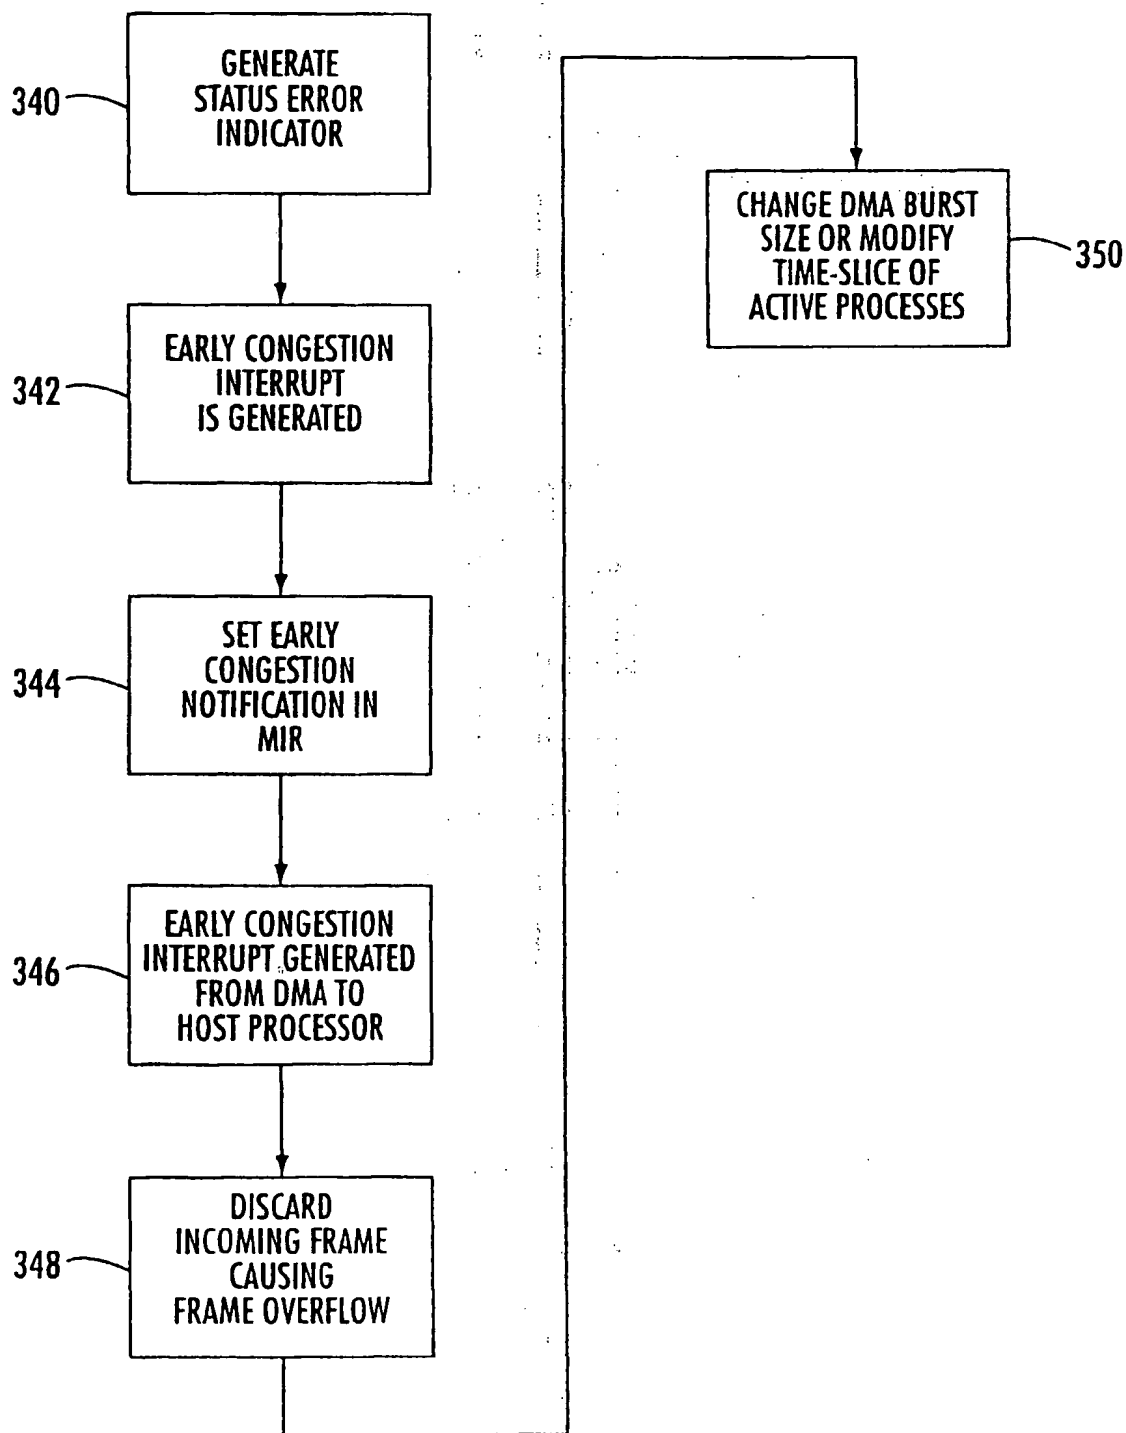 340
GENERATE
STATUS ERROR
INDICATOR
342
EARLY CONGESTION
INTERRUPT
IS GENERATED
344
SET EARLY
CONGESTION
NOTIFICATION IN
MIR
346
EARLY CONGESTION
INTERRUPT GENERATED
FROM DMA TO
HOST PROCESSOR
348
DISCARD
INCOMING FRAME
CAUSING
FRAME OVERFLOW
CHANGE DMA BURST
SIZE OR MODIFY
TIME-SLICE OF
ACTIVE PROCESSES
350